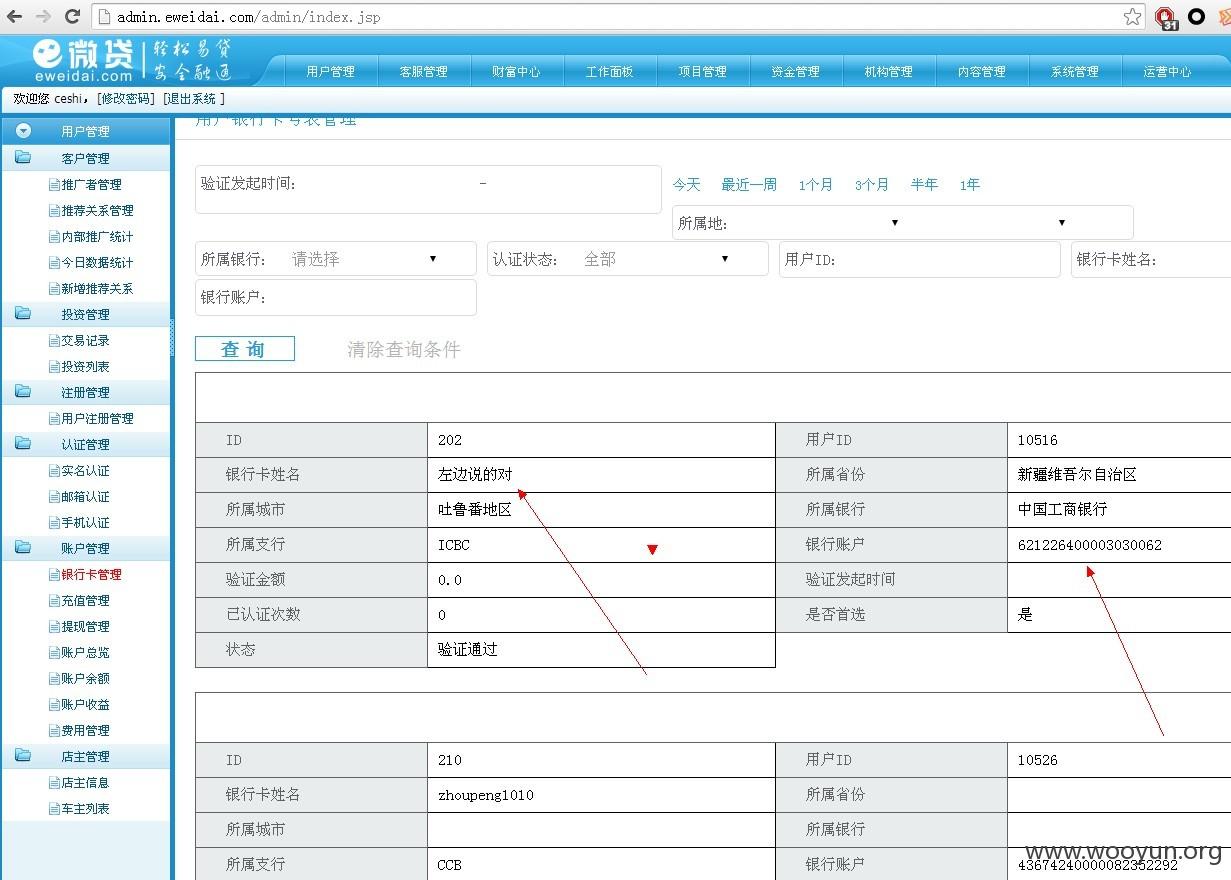 admin.eweidai.com/admin/index.jsp
31
微贷 轻松易贷
eweidai.com 安全融通
用户管理 客服管理 财富中心 工作面板 项目管理 资金管理 机构管理 内容管理 系统管理 运营中心
欢迎您 ceshi, [修改密码] [退出系统 ]
用户管理
客户管理
推广者管理
推荐关系管理
内部推广统计
今日数据统计
新增推荐关系
投资管理
交易记录
投资列表
注册管理
用户注册管理
认证管理
实名认证
邮箱认证
手机认证
账户管理
银行卡管理
充值管理
提现管理
账户总览
账户余额
账户收益
费用管理
店主管理
店主信息
车主列表
用户银行卡号表管理
验证发起时间: - 今天 最近一周 1个月 3个月 半年 1年
所属地:
所属银行: 请选择 认证状态: 全部 用户ID: 银行卡姓名:
银行账户:
查 询 清除查询条件
ID 202 用户ID 10516
银行卡姓名 左边说的对 所属省份 新疆维吾尔自治区
所属城市 吐鲁番地区 所属银行 中国工商银行
所属支行 ICBC 银行账户 621226400003030062
验证金额 0.0 验证发起时间
已认证次数 0 是否首选 是
状态 验证通过
ID 210 用户ID 10526
银行卡姓名 zhoupeng1010 所属省份
所属城市 所属银行
所属支行 CCB 银行账户 43674240000082352292
www.wooyun.org